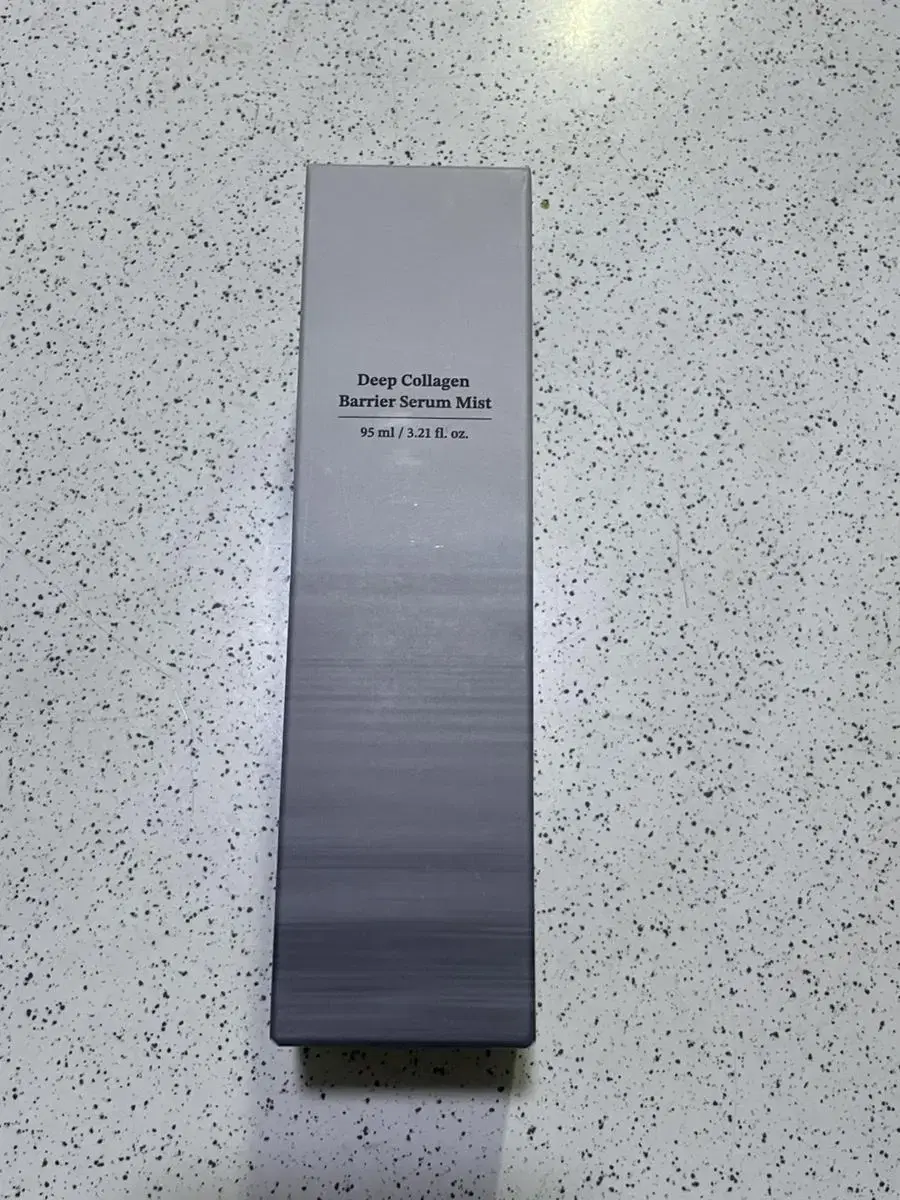 Deep Collagen
Barrier Serum Mist
95 ml / 3.21 fl. oz.